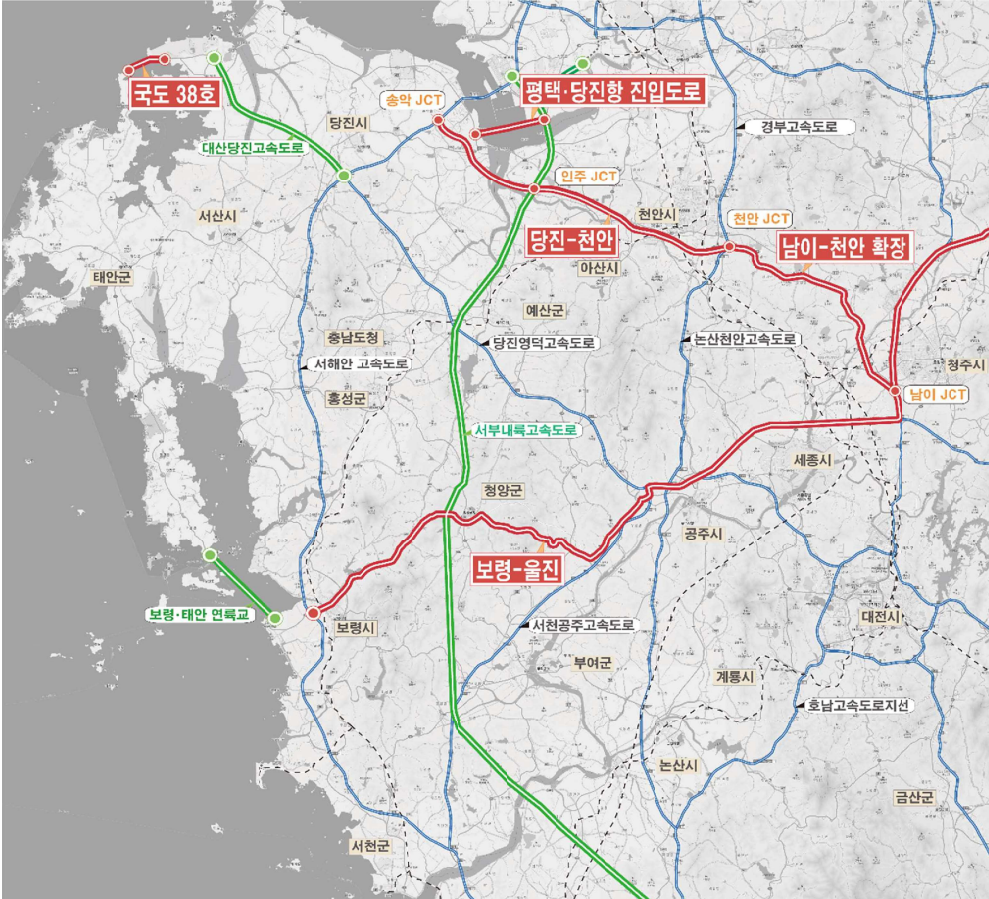 국도 38호
송악 JCT
평택·당진항 진입도로
당진시
경부고속도로
대산당진고속도로
인주 JCT
서산시
천안시
천안 JCT
당진-천안
남이-천안 확장
태안군
아산시
예산군
충남도청
당진영덕고속도로
논산천안고속도로
서해안 고속도로
청주시
홍성군
남이 JCT
서부내륙고속도로
세종시
청양군
공주시
보령-울진
보령·태안 연륙교
보령시
서천공주고속도로
대전시
부여군
계룡시
호남고속도로지선
논산시
금산군
서천군